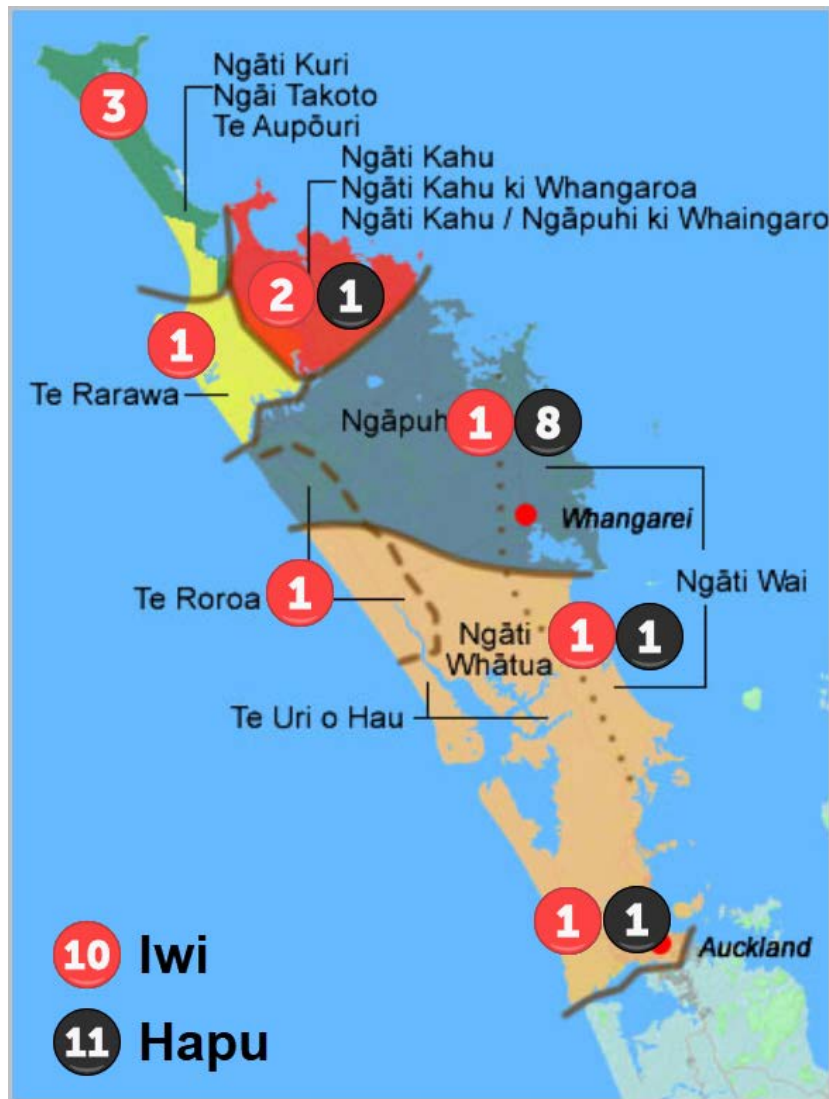 Ngāti Kuri
Ngāi Takoto
Te Aupōuri
3
Ngāti Kahu
Ngāti Kahu ki Whangaroa
Ngāti Kahu / Ngāpuhi ki Whaingaro
2 1
1
Te Rarawa
Ngāpuh 1 8
Whangarei
Te Roroa 1
Ngāti Wai
Ngāti
Whātua
1 1
Te Uri o Hau
1 1
Auckland
10 Iwi
11 Hapu